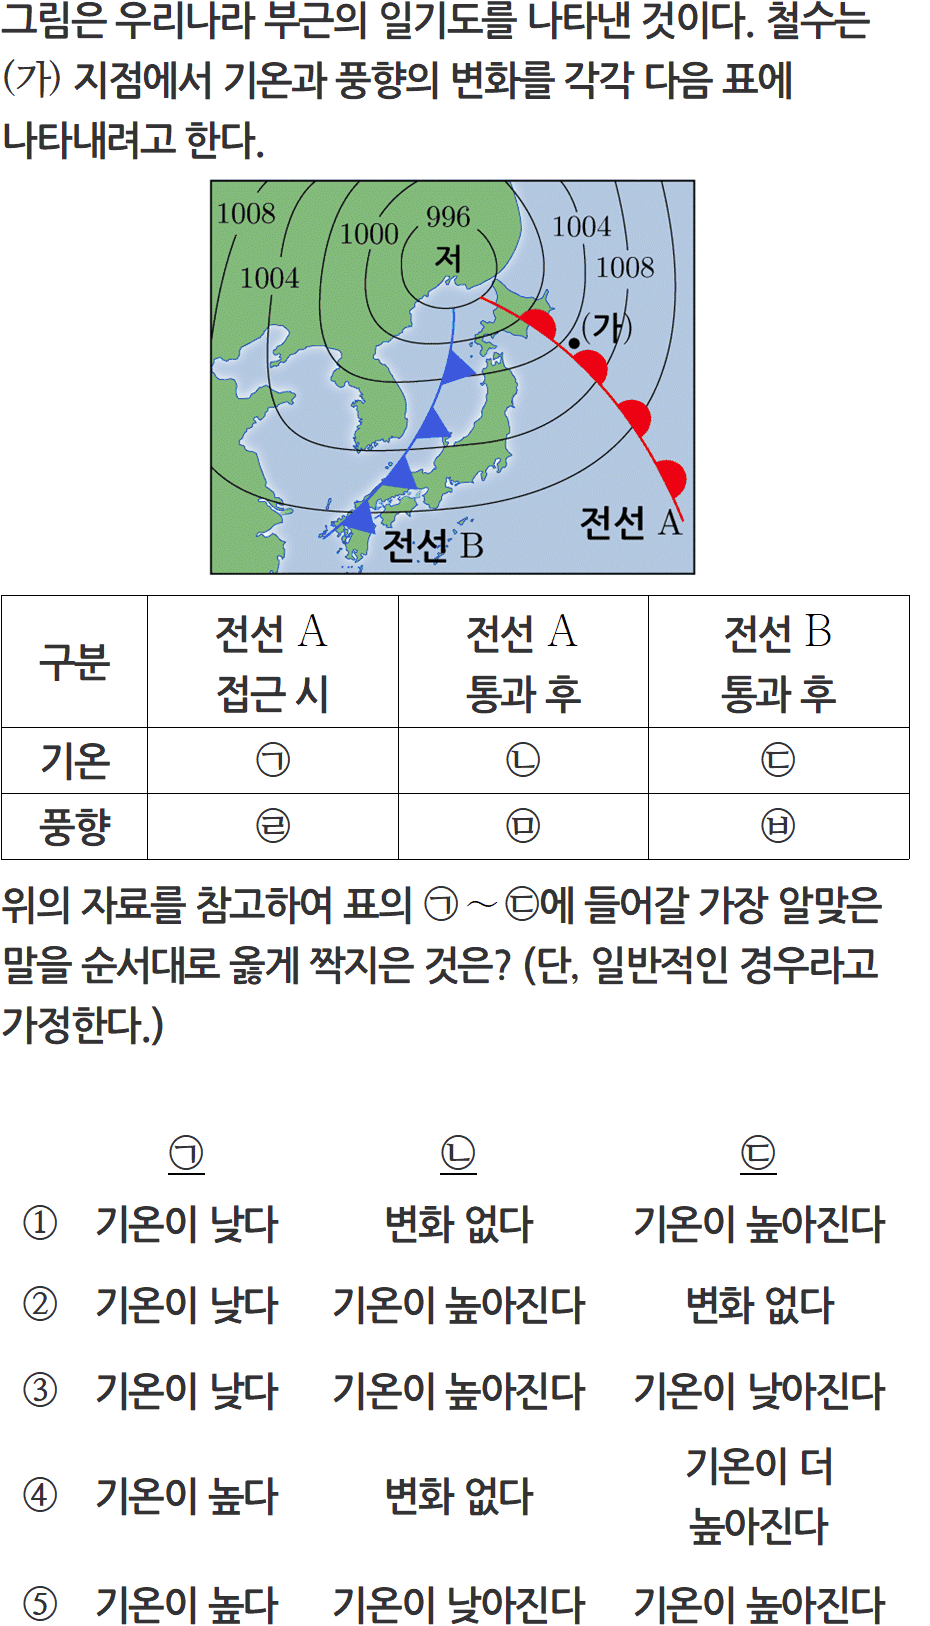 그림은 우리나라 부근의 일기도를 나타낸 것이다. 철수는
(가) 지점에서 기온과 풍향의 변화를 각각 다음 표에
나타내려고 한다.
1008
1000
996
1004
저
1004
1008
(가)
전선 A
전선 B
구분
전선 A
접근 시
전선 A
통과 후
전선 B
통과 후
기온 ㉠ ㉡ ㉢
풍향 ㉣ ㉤ ㉥
위의 자료를 참고하여 표의 ㉠～㉢에 들어갈 가장 알맞은
말을 순서대로 옳게 짝지은 것은? (단, 일반적인 경우라고
가정한다.)
㉠ ㉡ ㉢
① 기온이 낮다 변화 없다 기온이 높아진다
② 기온이 낮다 기온이 높아진다 변화 없다
③ 기온이 낮다 기온이 높아진다 기온이 낮아진다
④ 기온이 높다 변화 없다 기온이 더
높아진다
⑤ 기온이 높다 기온이 낮아진다 기온이 높아진다